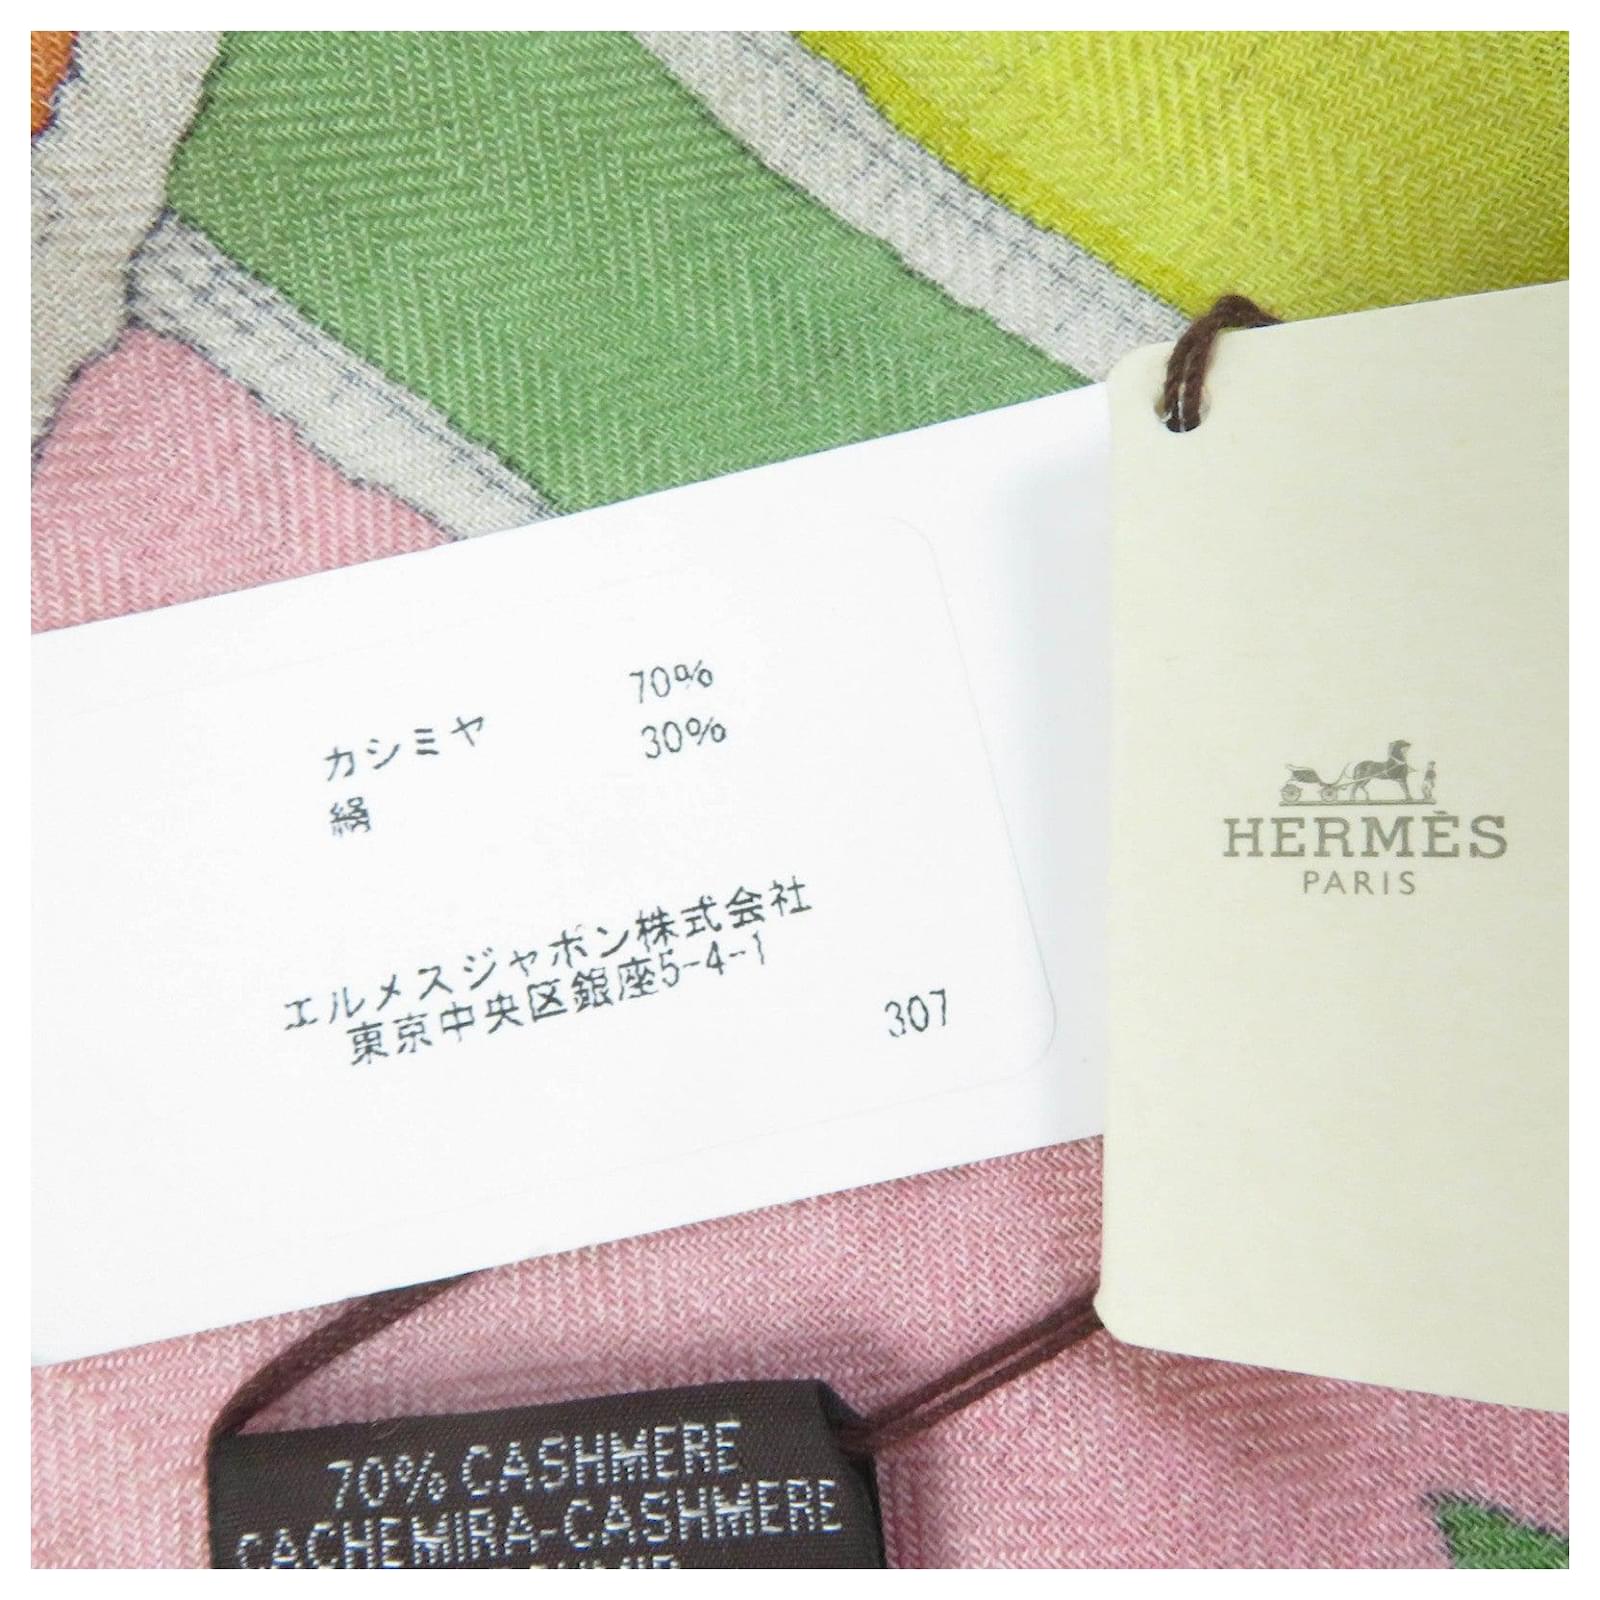 カシミヤ 70%
絹 30%
エルメスジャポン株式会社
東京中央区銀座5-4-1
307
HERMÈS
PARIS
70% CASHMERE
CACHEMIRA-CASHMERE